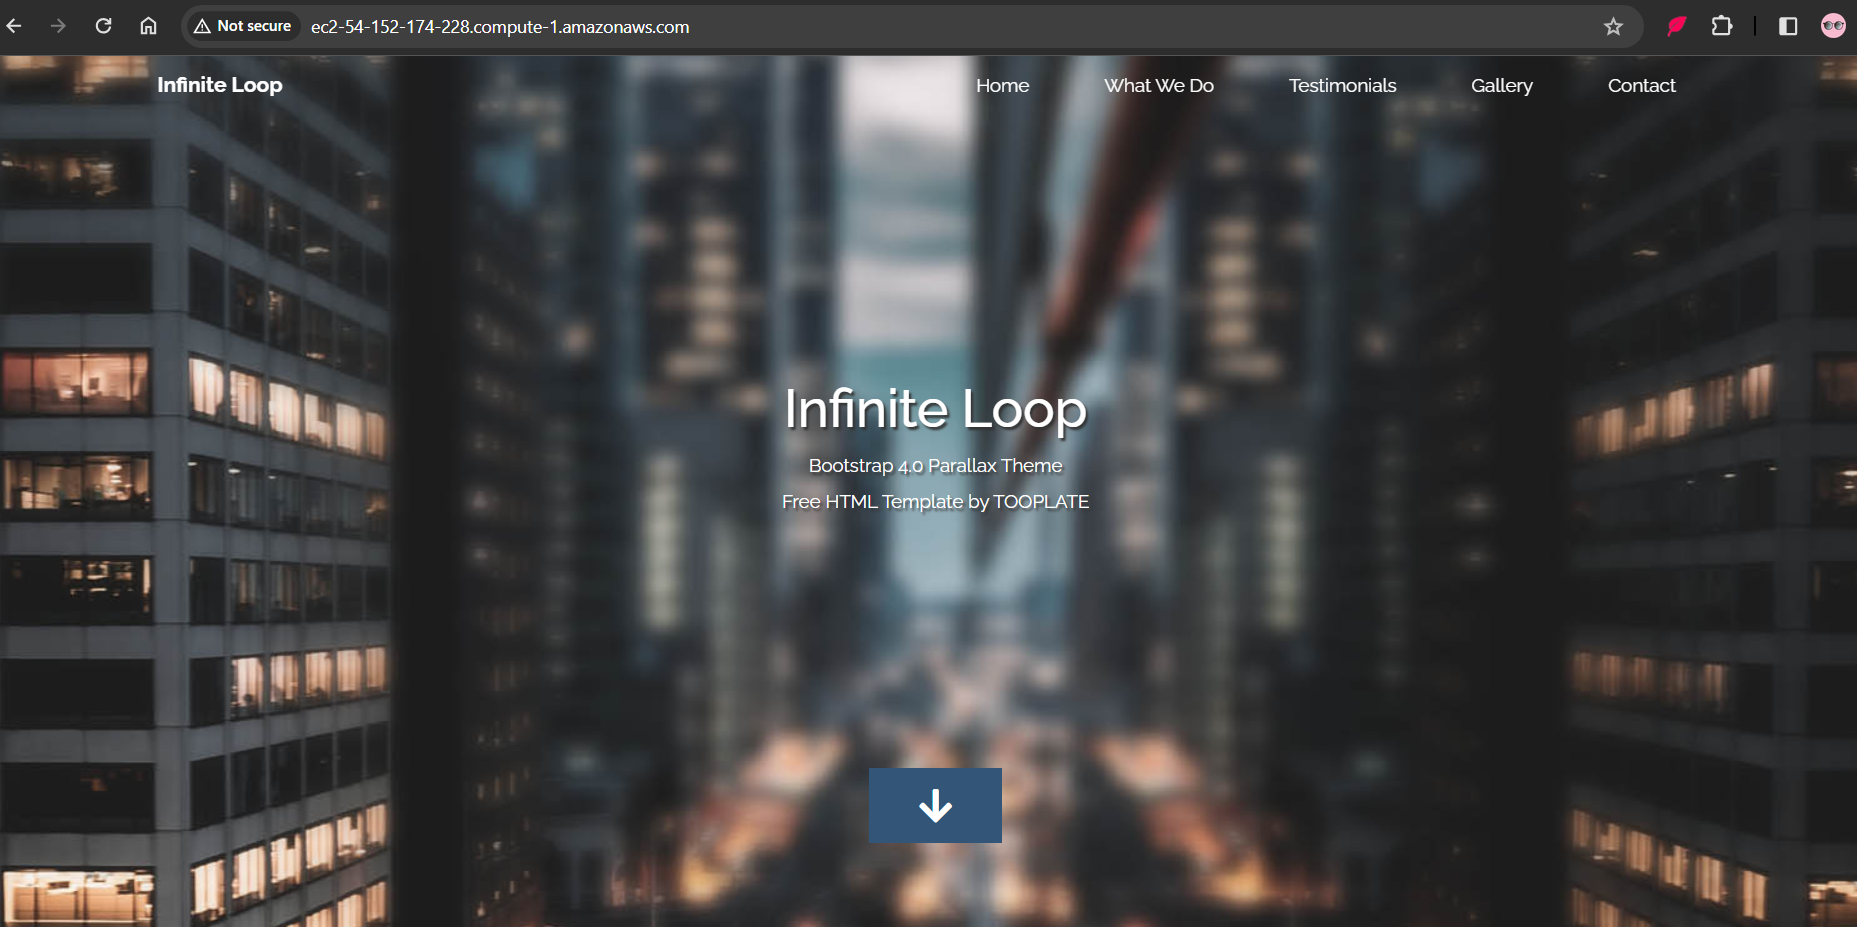 Not secure ec2-54-152-174-228.compute-1.amazonaws.com
Infinite Loop Home What We Do Testimonials Gallery Contact
Infinite Loop
Bootstrap 4.0 Parallax Theme
Free HTML Template by TOOPLATE